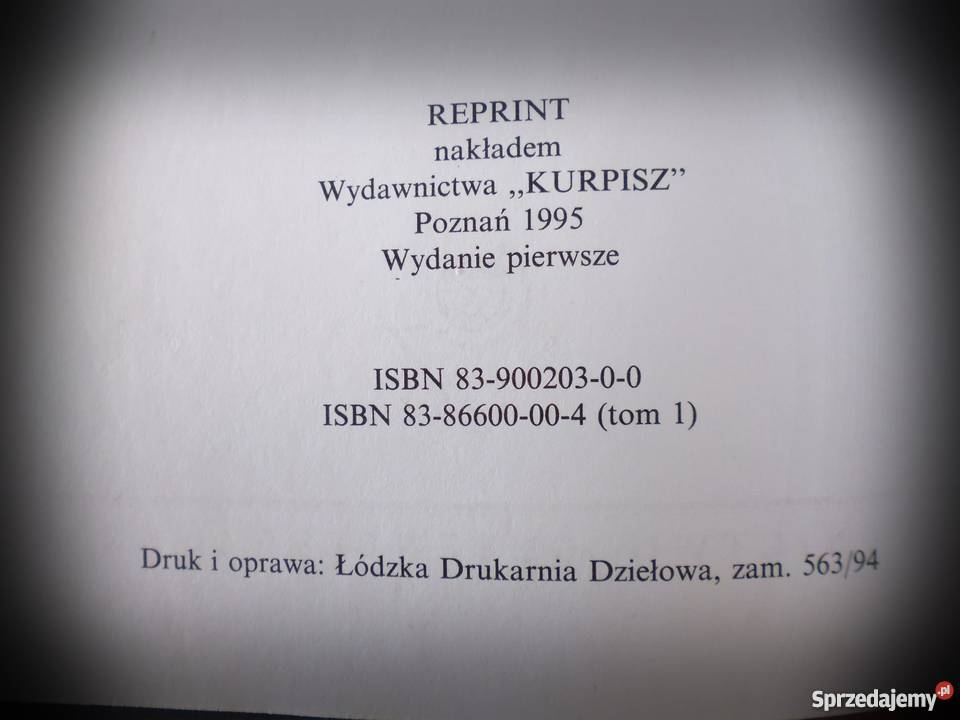 REPRINT
nakładem
Wydawnictwa „KURPISZ”
Poznań 1995
Wydanie pierwsze
ISBN 83-900203-0-0
ISBN 83-86600-00-4 (tom 1)
Druk i oprawa: Łódzka Drukarnia Dziełowa, zam. 563/94
Sprzedajemy.pl